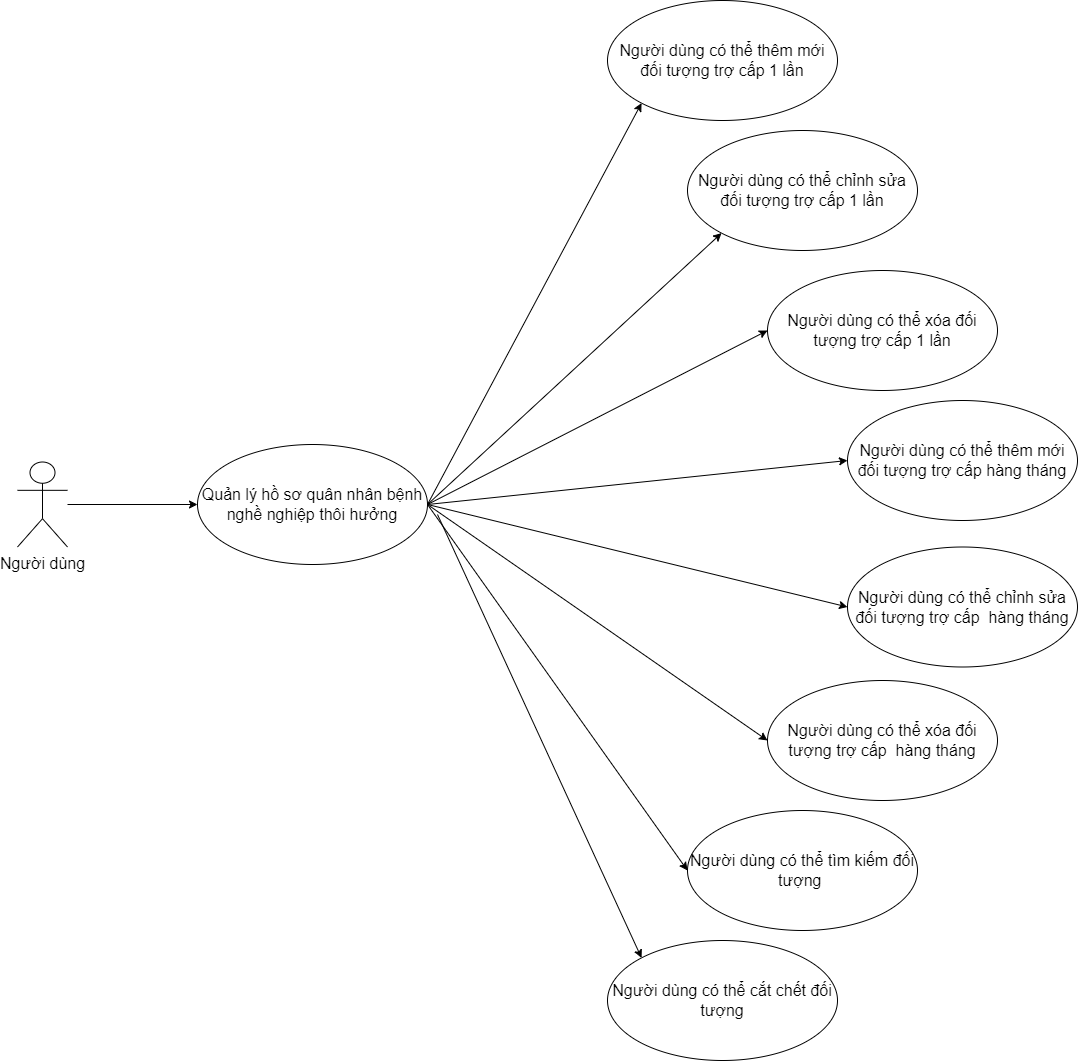 Người dùng có thể thêm mới
đối tượng trợ cấp 1 lần
Người dùng có thể chỉnh sửa
đối tượng trợ cấp 1 lần
Người dùng có thể xóa đối
tượng trợ cấp 1 lần
Người dùng có thể thêm mới
đối tượng trợ cấp hàng tháng
Quản lý hồ sơ quân nhân bệnh
nghề nghiệp thôi hưởng
Người dùng
Người dùng có thể chỉnh sửa
đối tượng trợ cấp  hàng tháng
Người dùng có thể xóa đối
tượng trợ cấp  hàng tháng
Người dùng có thể tìm kiếm đối
tượng
Người dùng có thể cắt chết đối
tượng